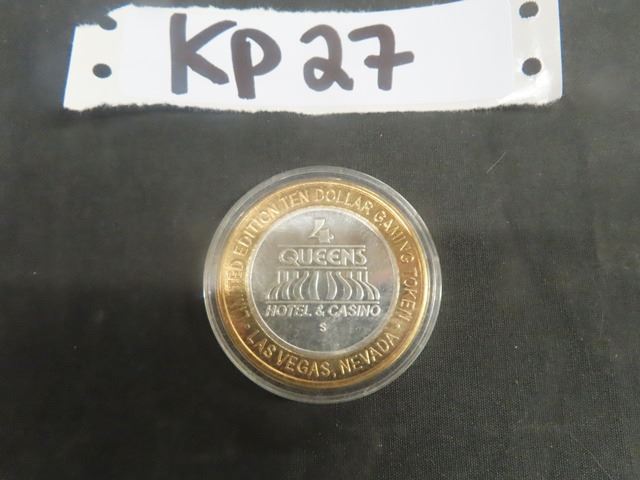 KP27
LIMITED EDITION TEN DOLLAR GAMING TOKEN
4
QUEENS
HOTEL & CASINO
S
· LAS VEGAS, NEVADA ·